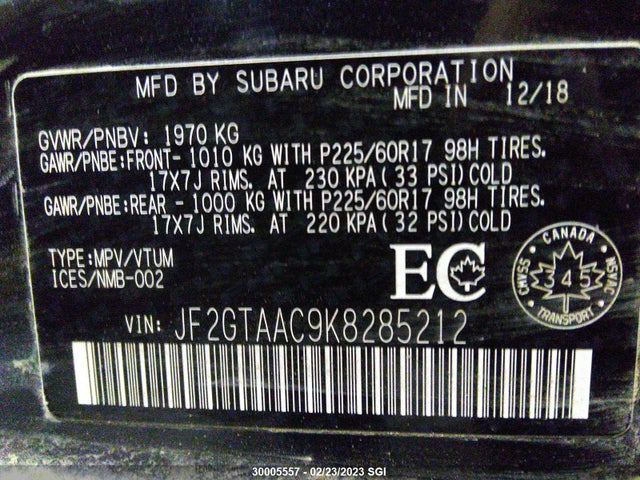 MFD BY SUBARU CORPORATION
MFD IN 12/18
GVWR/PNBV: 1970 KG
GAWR/PNBE:FRONT- 1010 KG WITH P225/60R17 98H TIRES.
17X7J RIMS. AT 230 KPA(33 PSI)COLD
GAWR/PNBE:REAR - 1000 KG WITH P225/60R17 98H TIRES.
17X7J RIMS. AT 220 KPA(32 PSI)COLD
TYPE:MPV/VTUM
ICES/NMB-002
EC
CANADA
CMVSS
NSVAC
345
TRANSPORT
VIN: JF2GTAAC9K8285212
30005557 - 02/23/2023 SGI